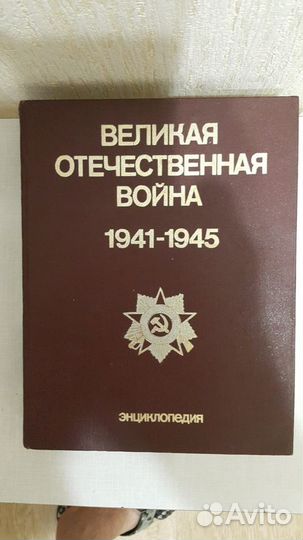 ВЕЛИКАЯ
ОТЕЧЕСТВЕННАЯ
ВОЙНА
1941-1945
ЭНЦИКЛОПЕДИЯ
Avito